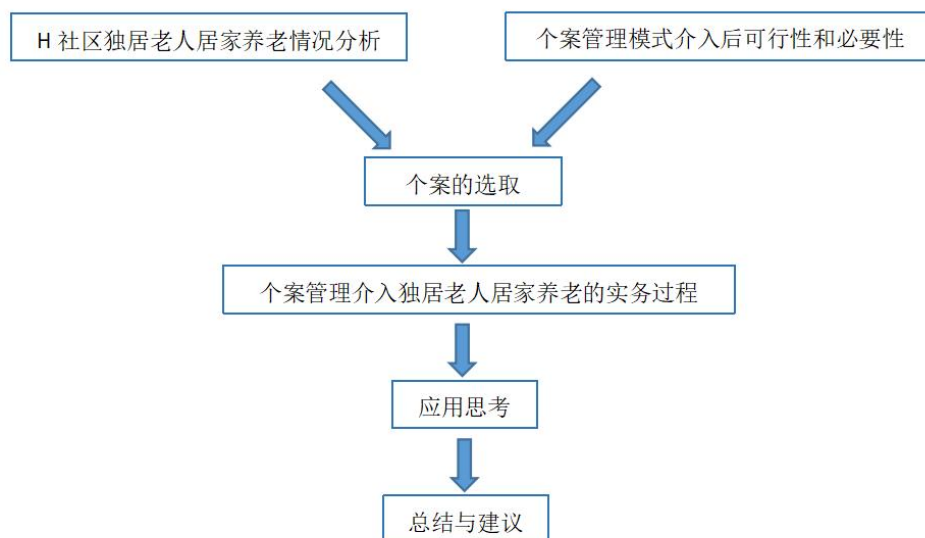 H 社区独居老人居家养老情况分析
个案管理模式介入后可行性和必要性
个案的选取
个案管理介入独居老人居家养老的实务过程
应用思考
总结与建议